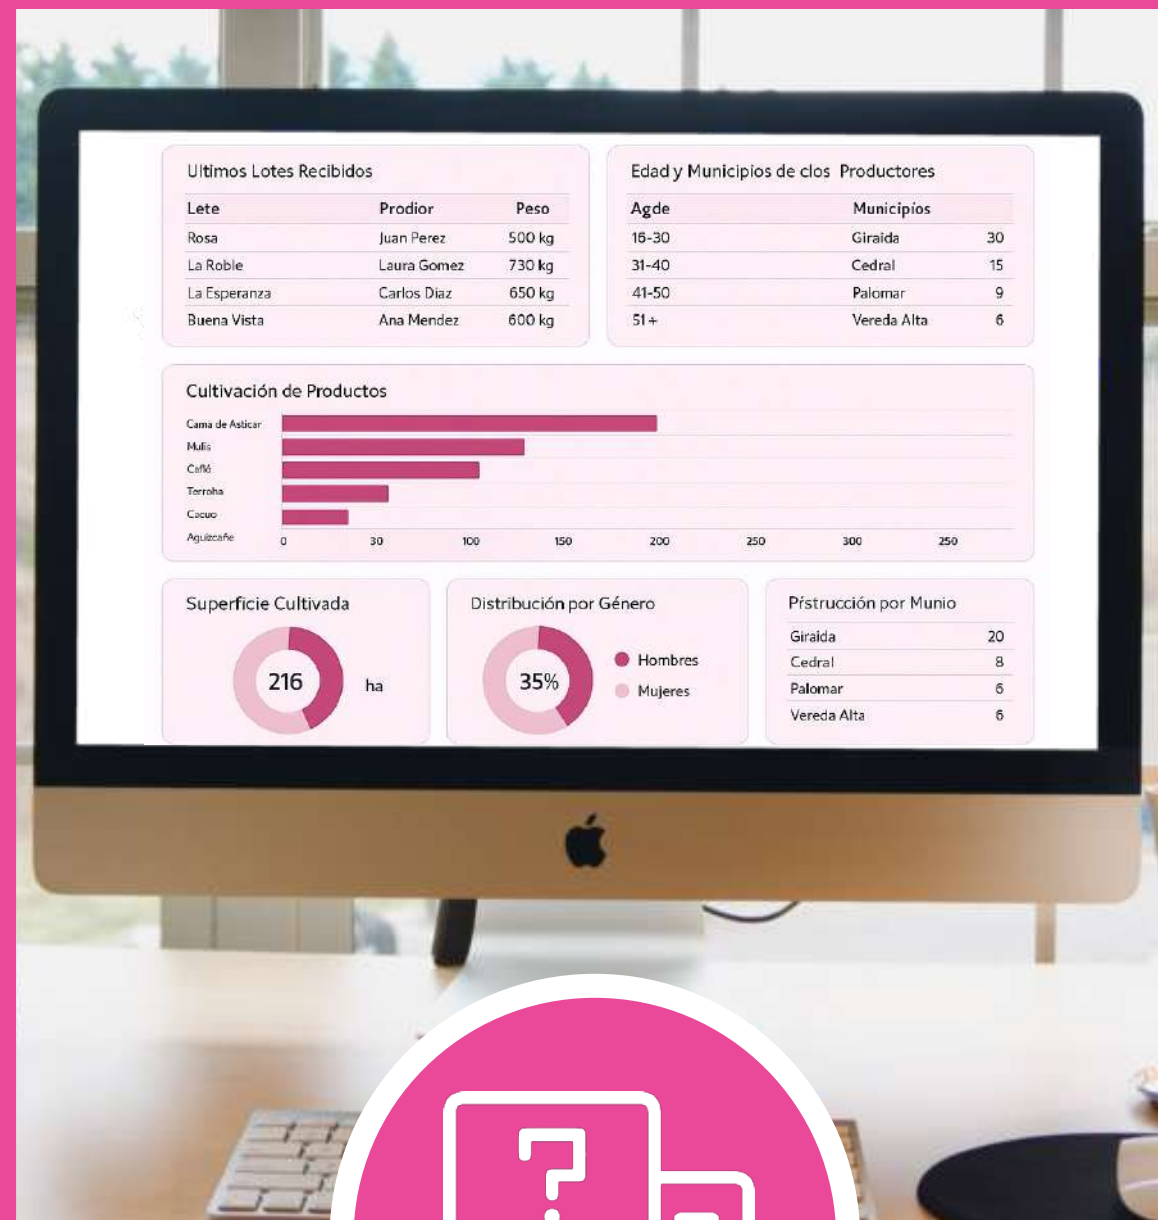 Ultimos Lotes Recibidos
Lete Prodior Peso
Rosa Juan Perez 500 kg
La Roble Laura Gomez 730 kg
La Esperanza Carlos Diaz 650 kg
Buena Vista Ana Mendez 600 kg
Edad y Municipios de clos Productores
Agde Municipíos
16-30 Giraida 30
31-40 Cedral 15
41-50 Palomar 9
51+ Vereda Alta 6
Cultivación de Productos
Cama de Asticar
Mulis
Caflé
Terroha
Cacuo
Aguizcañe 0 30 100 150 200 250 300 250
Superficie Cultivada
216 ha
Distribución por Género
35%
Hombres
Mujeres
Pŕstrucción por Munio
Giraida 20
Cedral 8
Palomar 6
Vereda Alta 6
?